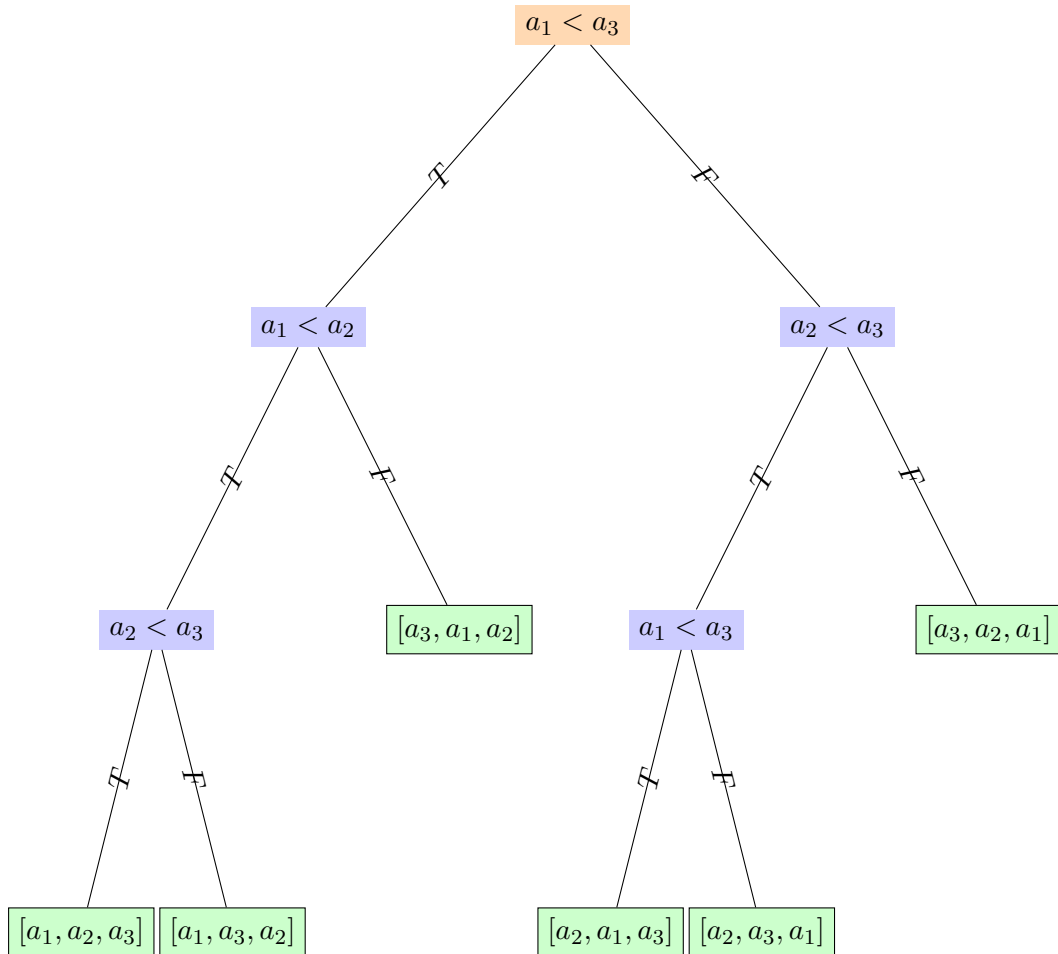 a₁ < a₃
T
F
a₁ < a₂
a₂ < a₃
T
F
T
F
a₂ < a₃
[a₃, a₁, a₂]
a₁ < a₃
[a₃, a₂, a₁]
T
F
T
F
[a₁, a₂, a₃]
[a₁, a₃, a₂]
[a₂, a₁, a₃]
[a₂, a₃, a₁]